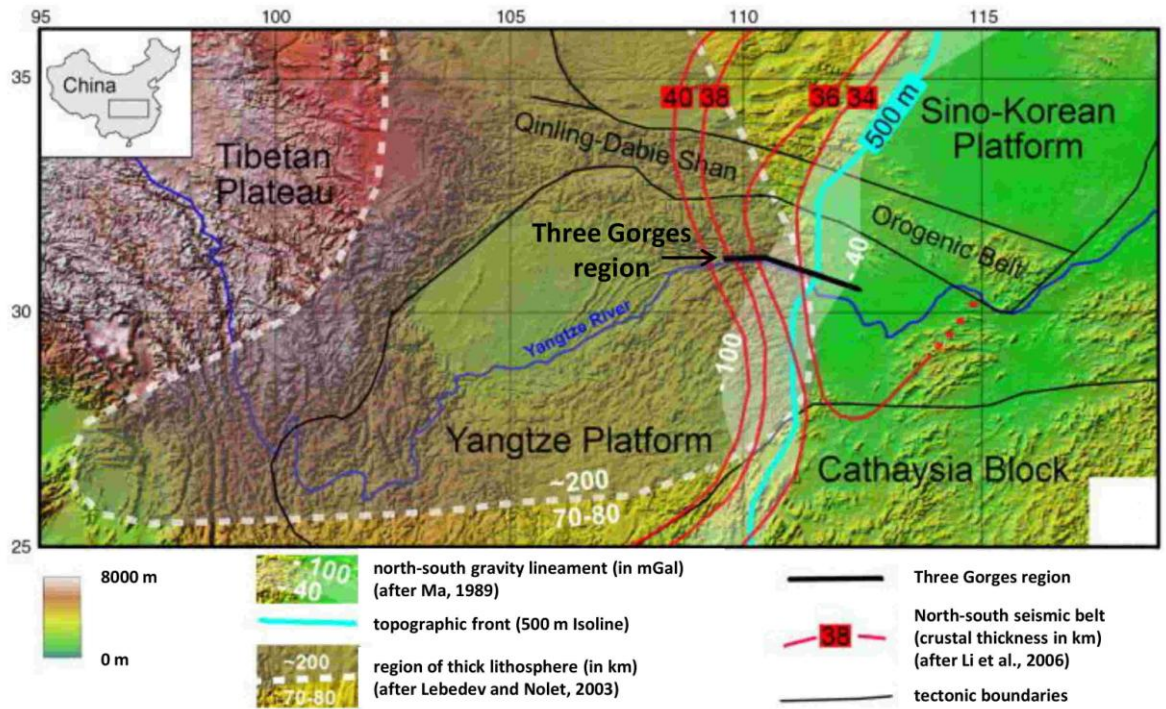 95
100
105
110
115
35
30
25
China
Tibetan
Plateau
Qinling-Dabie Shan
Orogenic Belt
40
38
36
34
500 m
Sino-Korean
Platform
Three Gorges
region
- 40
Yangtze River
- 100
Yangtze Platform
Cathaysia Block
~200
70-80
8000 m
0 m
- 100
- 40
north-south gravity lineament (in mGal)
(after Ma, 1989)
topographic front (500 m Isoline)
~200
70-80
region of thick lithosphere (in km)
(after Lebedev and Nolet, 2003)
Three Gorges region
38
North-south seismic belt
(crustal thickness in km)
(after Li et al., 2006)
tectonic boundaries